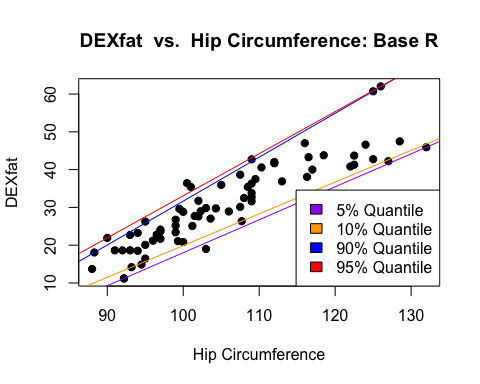 DEXfat  vs.  Hip Circumference: Base R
DEXfat
60
50
40
30
20
10
5% Quantile
10% Quantile
90% Quantile
95% Quantile
90
100
110
120
130
Hip Circumference